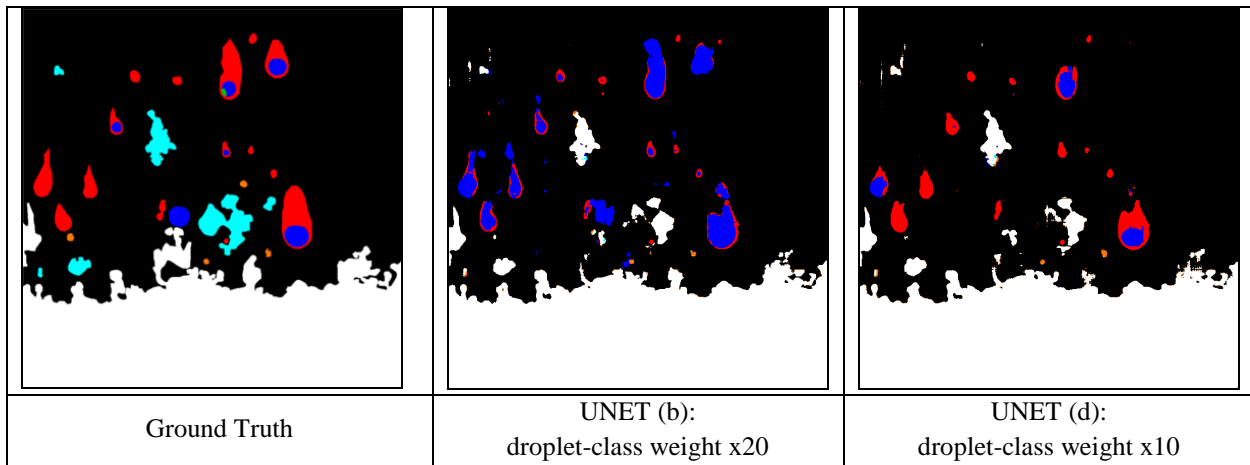 Ground Truth
UNET (b):
droplet-class weight x20
UNET (d):
droplet-class weight x10